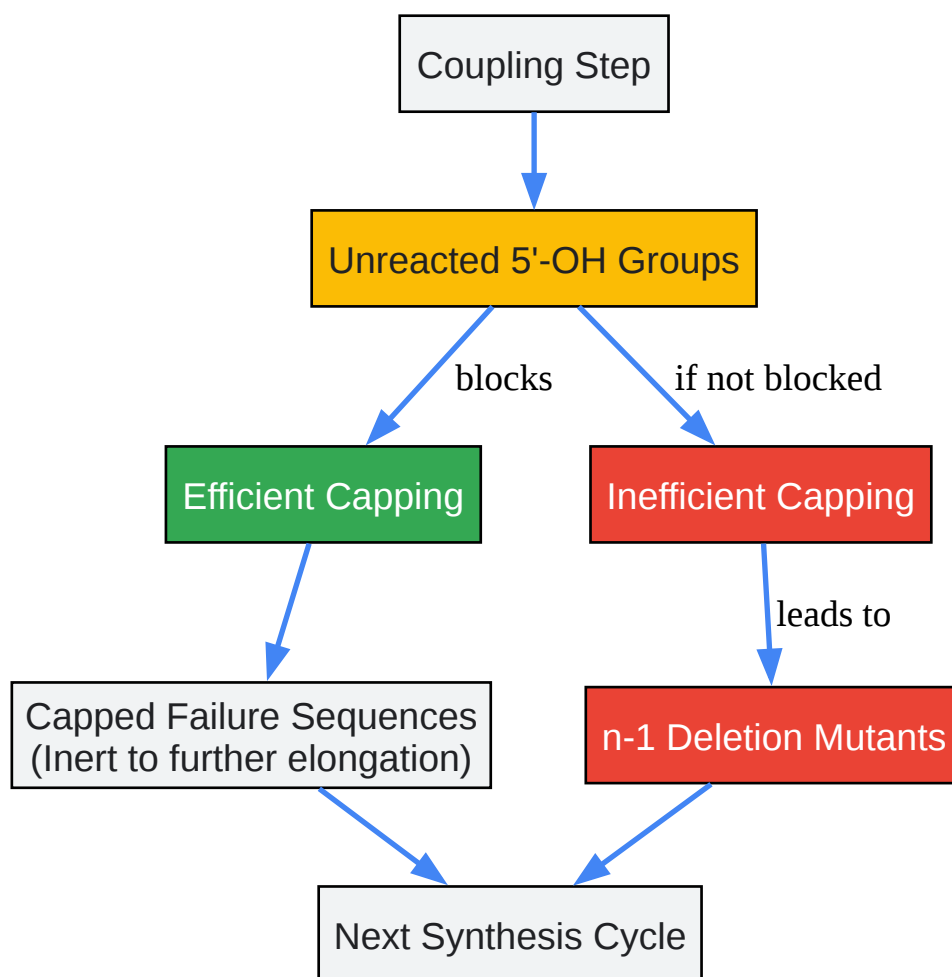 Coupling Step
Unreacted 5'-OH Groups
blocks
if not blocked
Efficient Capping
Inefficient Capping
leads to
Capped Failure Sequences
(Inert to further elongation)
n-1 Deletion Mutants
Next Synthesis Cycle